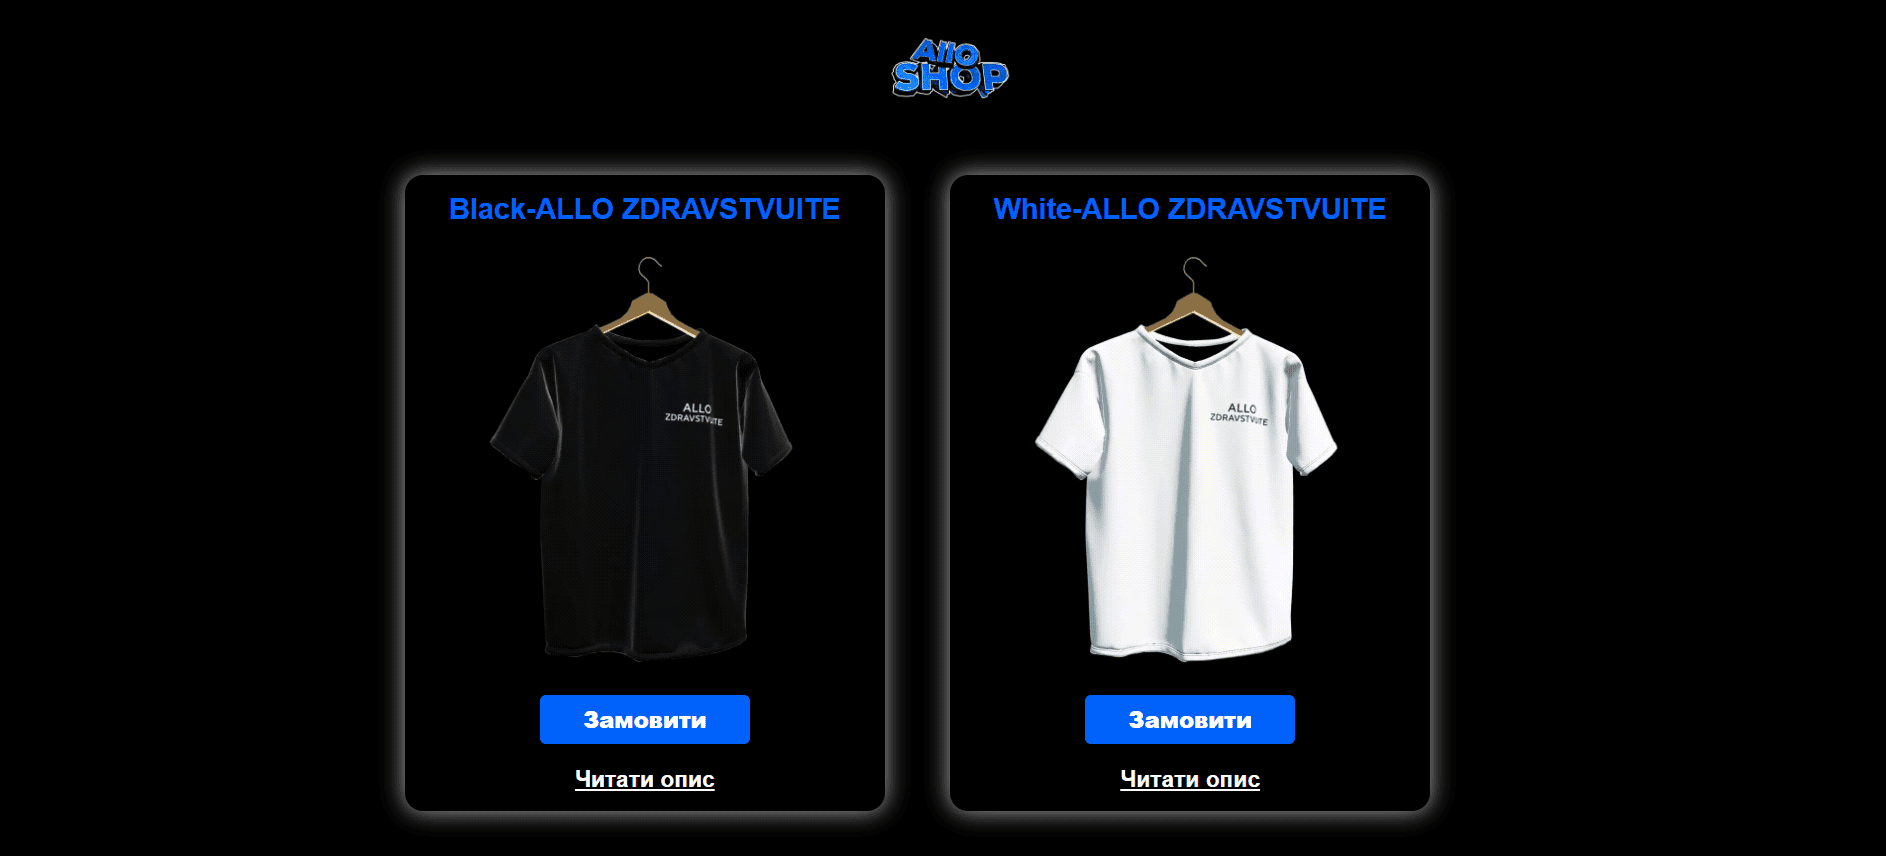 Allo
SHOP
Black-ALLO ZDRAVSTVUITE
White-ALLO ZDRAVSTVUITE
ALLO
ZDRAVSTVUITE
ALLO
ZDRAVSTVUITE
Замовити
Замовити
Читати опис
Читати опис